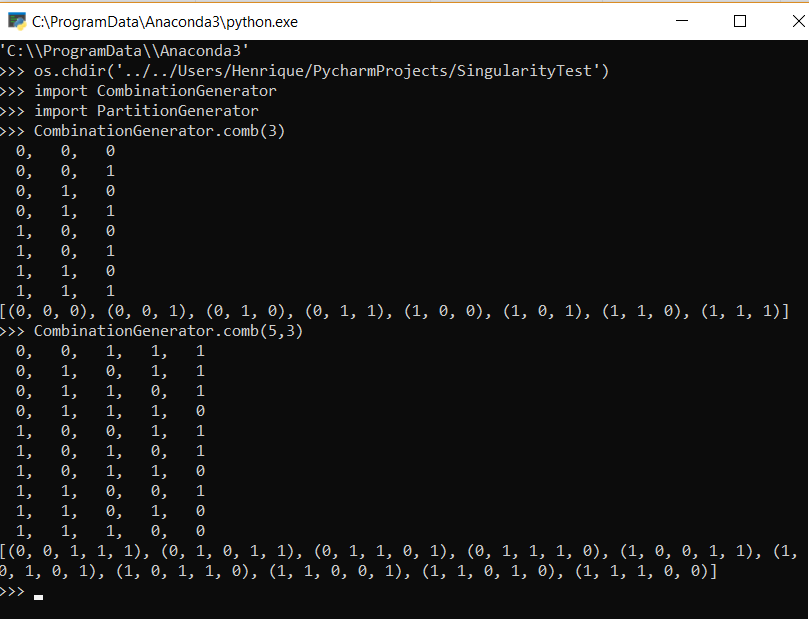 C:\ProgramData\Anaconda3\python.exe
'C:\\ProgramData\\Anaconda3'
>>> os.chdir('../../Users/Henrique/PycharmProjects/SingularityTest')
>>> import CombinationGenerator
>>> import PartitionGenerator
>>> CombinationGenerator.comb(3)
0, 0, 0
0, 0, 1
0, 1, 0
0, 1, 1
1, 0, 0
1, 0, 1
1, 1, 0
1, 1, 1
[(0, 0, 0), (0, 0, 1), (0, 1, 0), (0, 1, 1), (1, 0, 0), (1, 0, 1), (1, 1, 0), (1, 1, 1)]
>>> CombinationGenerator.comb(5,3)
0, 0, 1, 1, 1
0, 1, 0, 1, 1
0, 1, 1, 0, 1
0, 1, 1, 1, 0
1, 0, 0, 1, 1
1, 0, 1, 0, 1
1, 0, 1, 1, 0
1, 1, 0, 0, 1
1, 1, 0, 1, 0
1, 1, 1, 0, 0
[(0, 0, 1, 1, 1), (0, 1, 0, 1, 1), (0, 1, 1, 0, 1), (0, 1, 1, 1, 0), (1, 0, 0, 1, 1), (1,
0, 1, 0, 1), (1, 0, 1, 1, 0), (1, 1, 0, 0, 1), (1, 1, 0, 1, 0), (1, 1, 1, 0, 0)]
>>>